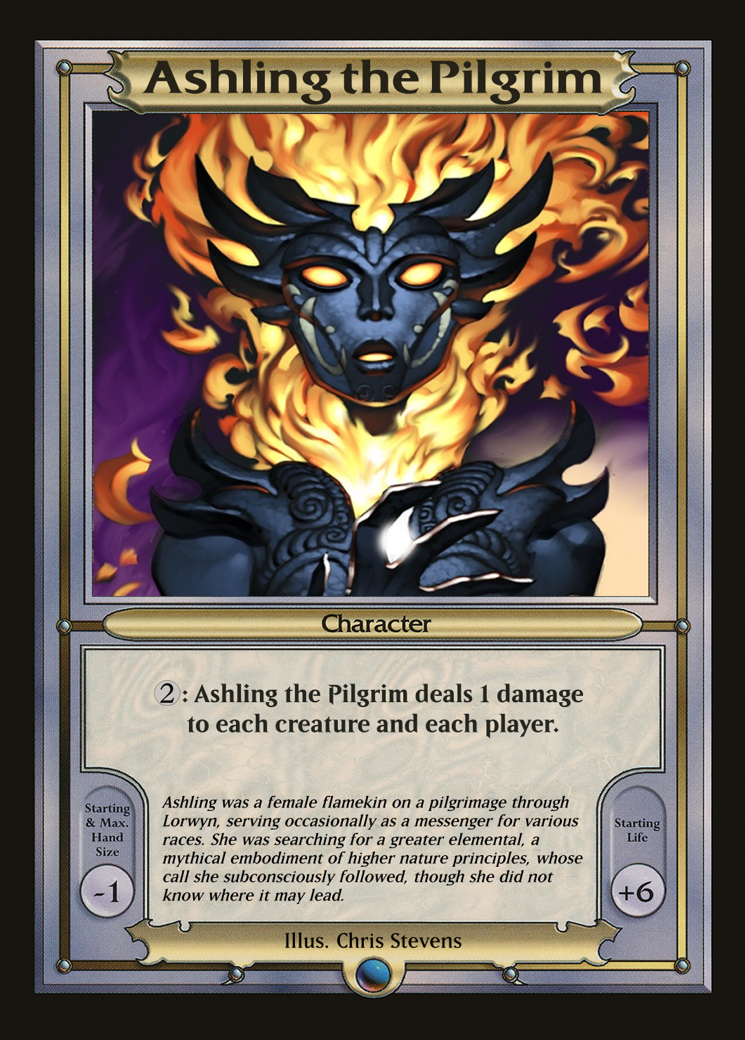 Ashling the Pilgrim
Character
2: Ashling the Pilgrim deals 1 damage
to each creature and each player.
Ashling was a female flamekin on a pilgrimage through
Lorwyn, serving occasionally as a messenger for various
races. She was searching for a greater elemental, a
mythical embodiment of higher nature principles, whose
call she subconsciously followed, though she did not
know where it may lead.
Starting
& Max.
Hand
Size
-1
Starting
Life
+6
Illus. Chris Stevens